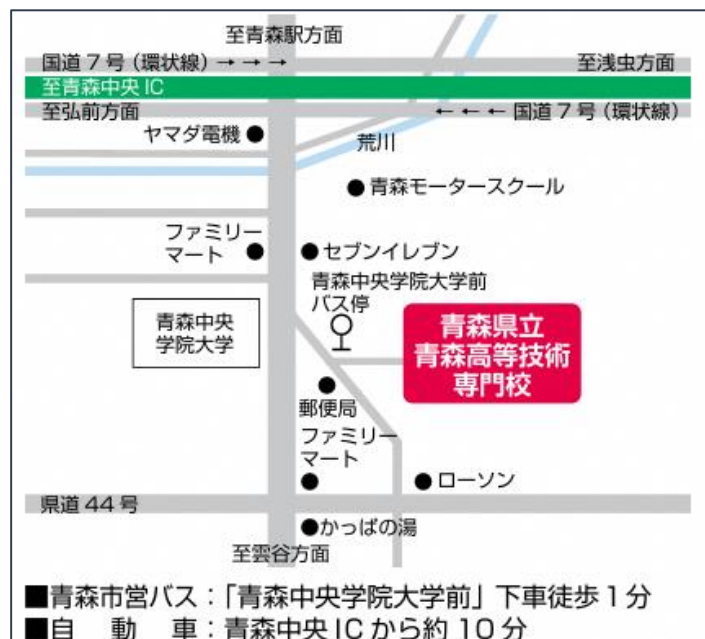 至青森駅方面
国道7号(環状線)→→→
至浅虫方面
至青森中央IC
至弘前方面
←←←国道7号(環状線)
ヤマダ電機●
荒川
●青森モータースクール
ファミリー
マート ●
●セブンイレブン
青森中央学院大学前
バス停
青森中央
学院大学
青森県立
青森高等技術
専門校
郵便局
ファミリー
マート
●ローソン
県道44号
●かっぱの湯
至雲谷方面
■青森市営バス:「青森中央学院大学前」下車徒歩1分
■自 動 車:青森中央ICから約10分